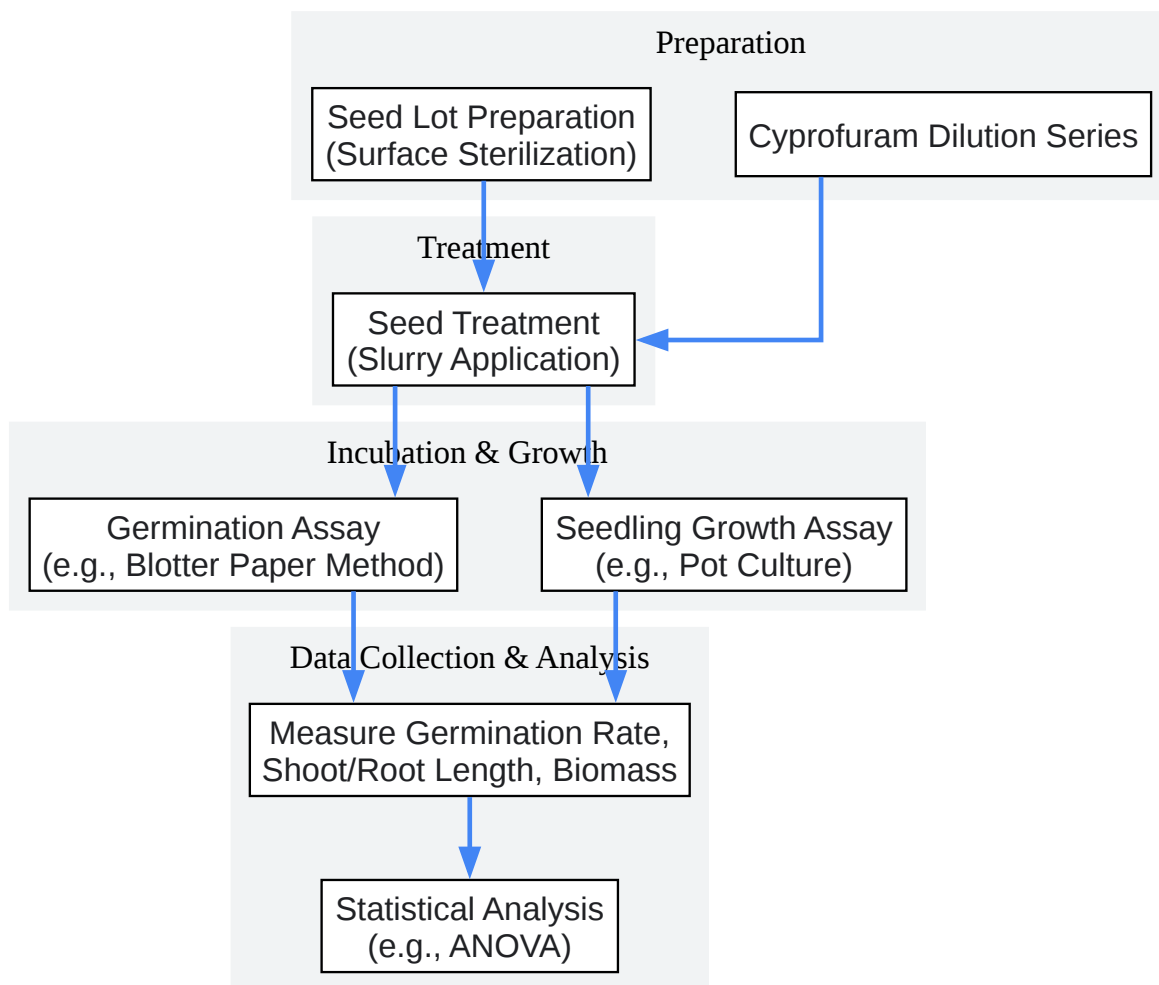 Preparation
Seed Lot Preparation
(Surface Sterilization)
Cyprofuram Dilution Series
Treatment
Seed Treatment
(Slurry Application)
Incubation & Growth
Germination Assay
(e.g., Blotter Paper Method)
Seedling Growth Assay
(e.g., Pot Culture)
Data Collection & Analysis
Measure Germination Rate,
Shoot/Root Length, Biomass
Statistical Analysis
(e.g., ANOVA)